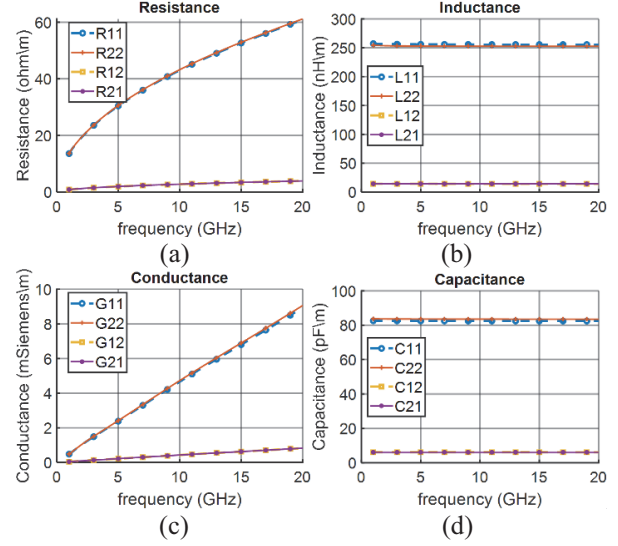 Resistance
Resistance (ohm\m)
60
40
20
0
R11
R22
R12
R21
0 5 10 15 20
frequency (GHz)
(a)
Inductance
Inductance (nH\m)
300
250
200
150
100
50
0
L11
L22
L12
L21
0 5 10 15 20
frequency (GHz)
(b)
Conductance
Conductance (mSiemens\m)
10
8
6
4
2
0
G11
G22
G12
G21
0 5 10 15 20
frequency (GHz)
(c)
Capacitance
Capacitance (pF\m)
100
80
60
40
20
0
C11
C22
C12
C21
0 5 10 15 20
frequency (GHz)
(d)